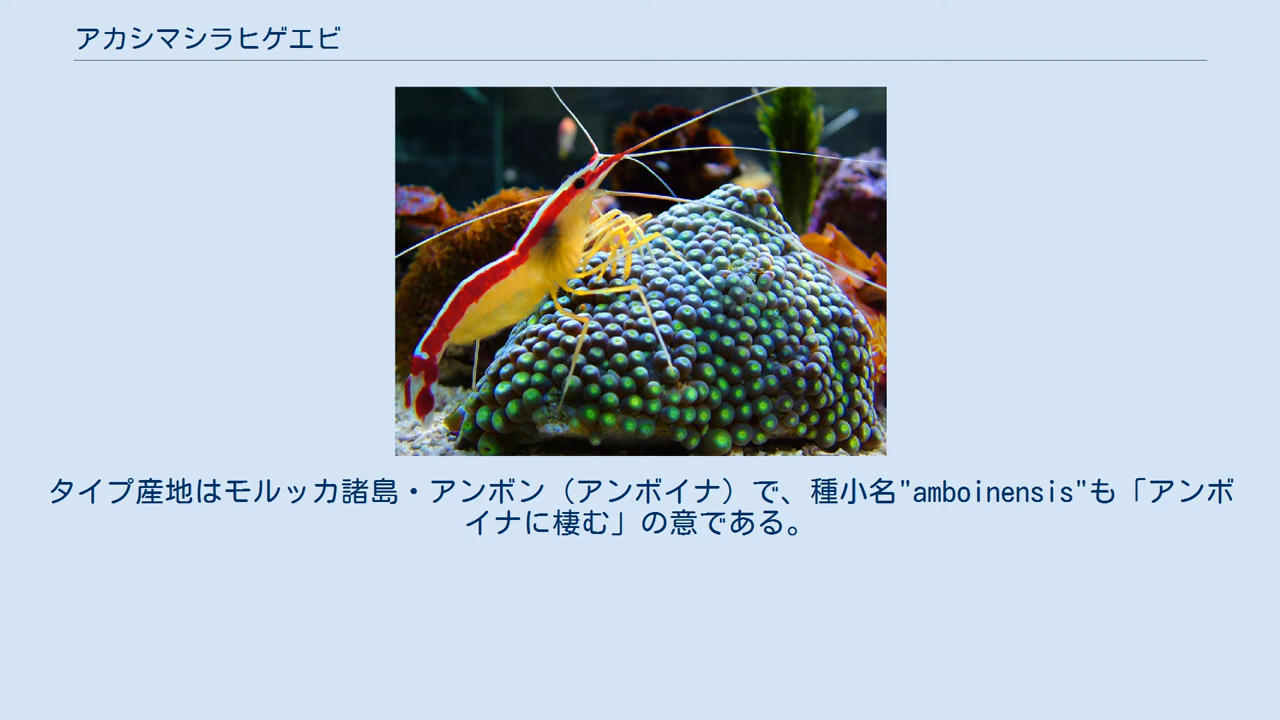 アカシマシラヒゲエビ
タイプ産地はモルッカ諸島・アンボン（アンボイナ）で、種小名"amboinensis"も「アンボ
イナに棲む」の意である。